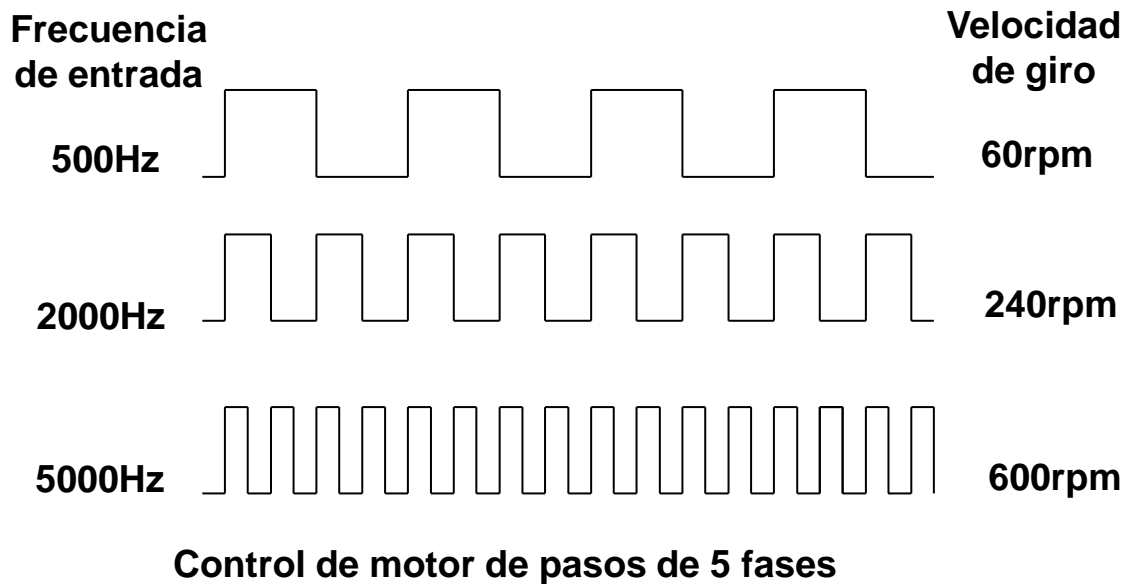 Frecuencia
de entrada
Velocidad
de giro
500Hz
60rpm
2000Hz
240rpm
5000Hz
600rpm
Control de motor de pasos de 5 fases